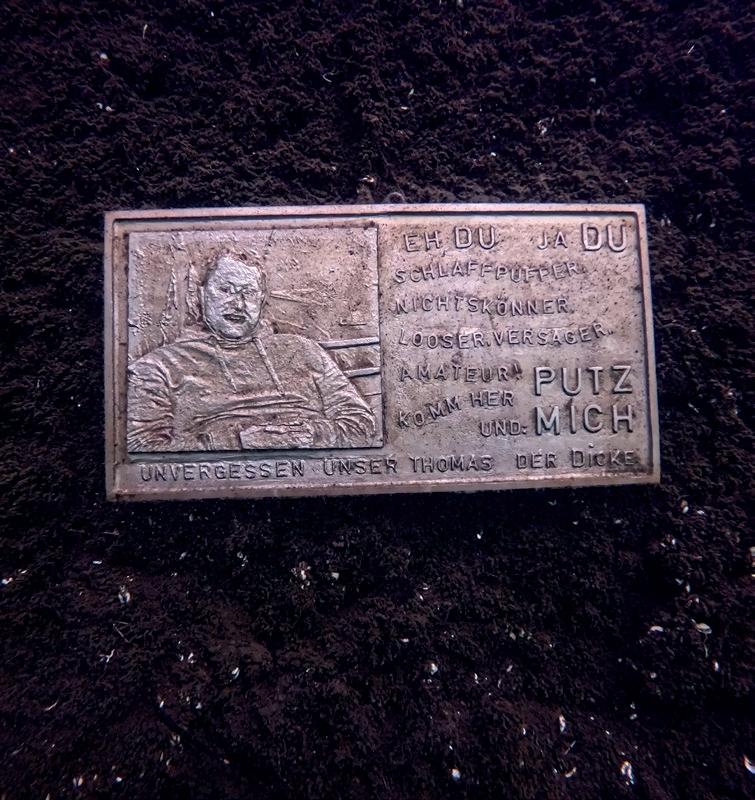 EH DU JA DU
SCHLAFFPUFFER.
NICHTSKÖNNER.
LOOSER. VERSAGER.
AMATEUR!
KOMM HER
UND: PUTZ
MICH
UNVERGESSEN UNSER THOMAS DER DICKE